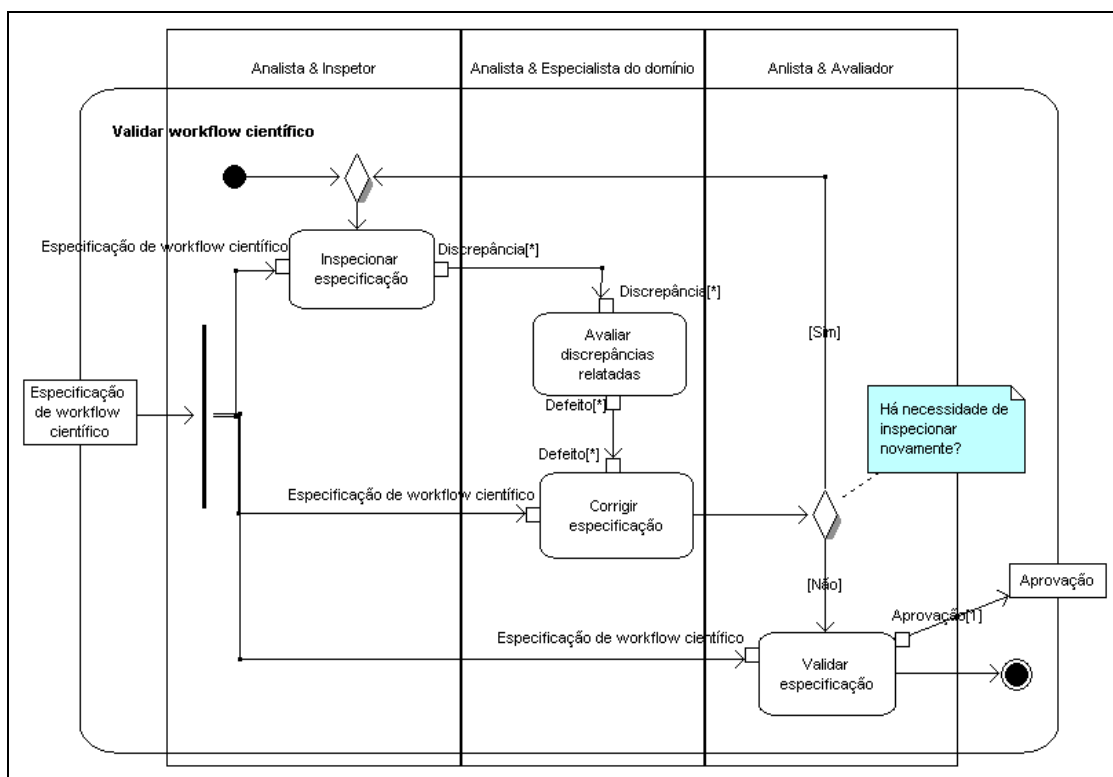 Analista & Inspetor
Analista & Especialista do domínio
Anlista & Avaliador
Validar workflow científico
Especificação de workflow científico
Inspecionar
especificação
Discrepância[*]
Discrepância[*]
Avaliar
discrepâncias
relatadas
[Sim]
Especificação
de workflow
científico
Defeito[*]
Há necessidade de
inspecionar
novamente?
Defeito[*]
Especificação de workflow científico
Corrigir
especificação
[Não]
Aprovação
Aprovação[1]
Especificação de workflow científico
Validar
especificação